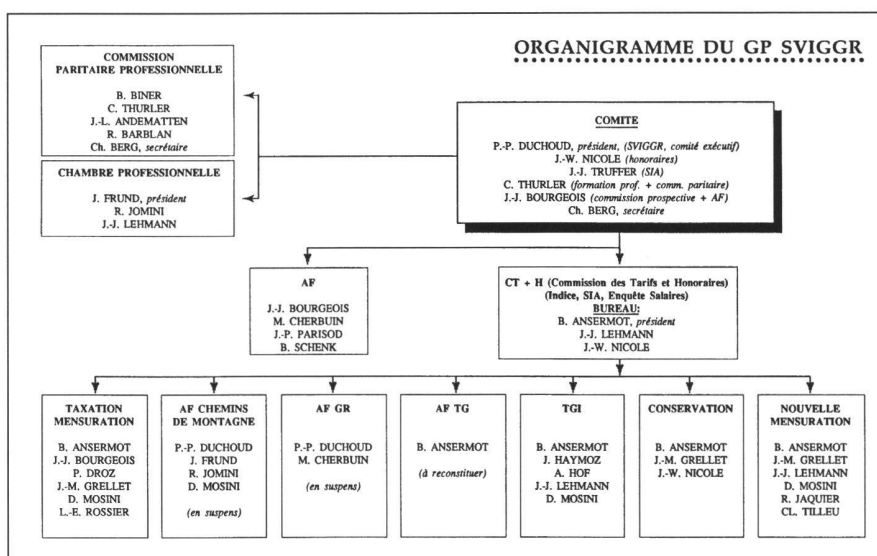 ORGANIGRAMME DU GP SVIGGR
COMMISSION
PARITAIRE PROFESSIONNELLE
B. BINER
C. THURLER
J.-L. ANDEMATTEN
R. BARBLAN
Ch. BERG, secrétaire
CHAMBRE PROFESSIONNELLE
J. FRUND, président
R. JOMINI
J.-J. LEHMANN
COMITE
P.-P. DUCHOUD, président, (SVIGGR, comité exécutif)
J.-W. NICOLE (honoraires)
J.-J. TRUFFER (SIA)
C. THURLER (formation prof. + comm. paritaire)
J.-J. BOURGEOIS (commission prospective + AF)
Ch. BERG, secrétaire
AF
J.-J. BOURGEOIS
M. CHERBUIN
J.-P. PARISOD
B. SCHENK
CT + H (Commission des Tarifs et Honoraires)
(Indice, SIA, Enquête Salaires)
BUREAU:
B. ANSERMOT, président
J.-J. LEHMANN
J.-W. NICOLE
TAXATION
MENSURATION
B. ANSERMOT
J.-J. BOURGEOIS
P. DROZ
J.-M. GRELLET
D. MOSINI
L.-E. ROSSIER
AF CHEMINS
DE MONTAGNE
P.-P. DUCHOUD
J. FRUND
R. JOMINI
D. MOSINI
(en suspens)
AF GR
P.-P. DUCHOUD
M. CHERBUIN
(en suspens)
AF TG
B. ANSERMOT
(à reconstituer)
TGI
B. ANSERMOT
J. HAYMOZ
A. HOF
J.-J. LEHMANN
D. MOSINI
CONSERVATION
B. ANSERMOT
J.-M. GRELLET
J.-W. NICOLE
NOUVELLE
MENSURATION
B. ANSERMOT
J.-M. GRELLET
J.-J. LEHMANN
D. MOSINI
R. JAQUIER
CL. TILLEU